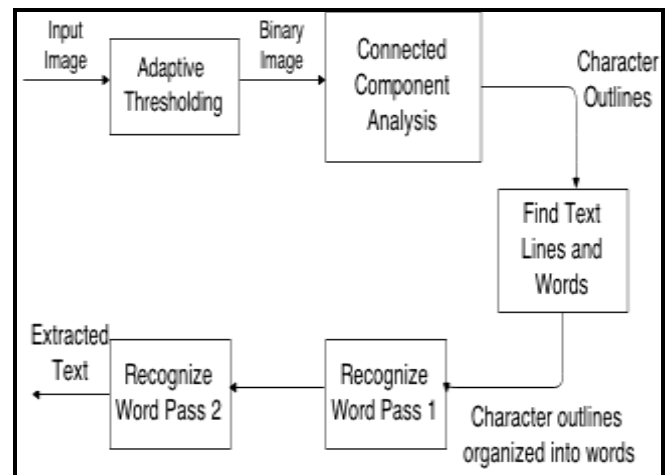 Input
Image
Adaptive
Thresholding
Binary
Image
Connected
Component
Analysis
Character
Outlines
Find Text
Lines and
Words
Character outlines
organized into words
Recognize
Word Pass 1
Recognize
Word Pass 2
Extracted
Text